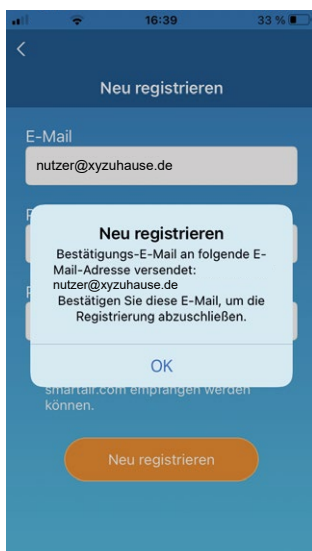 16:39
33 %
Neu registrieren
E-Mail
nutzer@xyzuhause.de
Neu registrieren
Bestätigungs-E-Mail an folgende E-
Mail-Adresse versendet:
nutzer@xyzuhause.de
Bestätigen Sie diese E-Mail, um die
Registrierung abzuschließen.
OK
smartair.com empfangen werden
können.
Neu registrieren